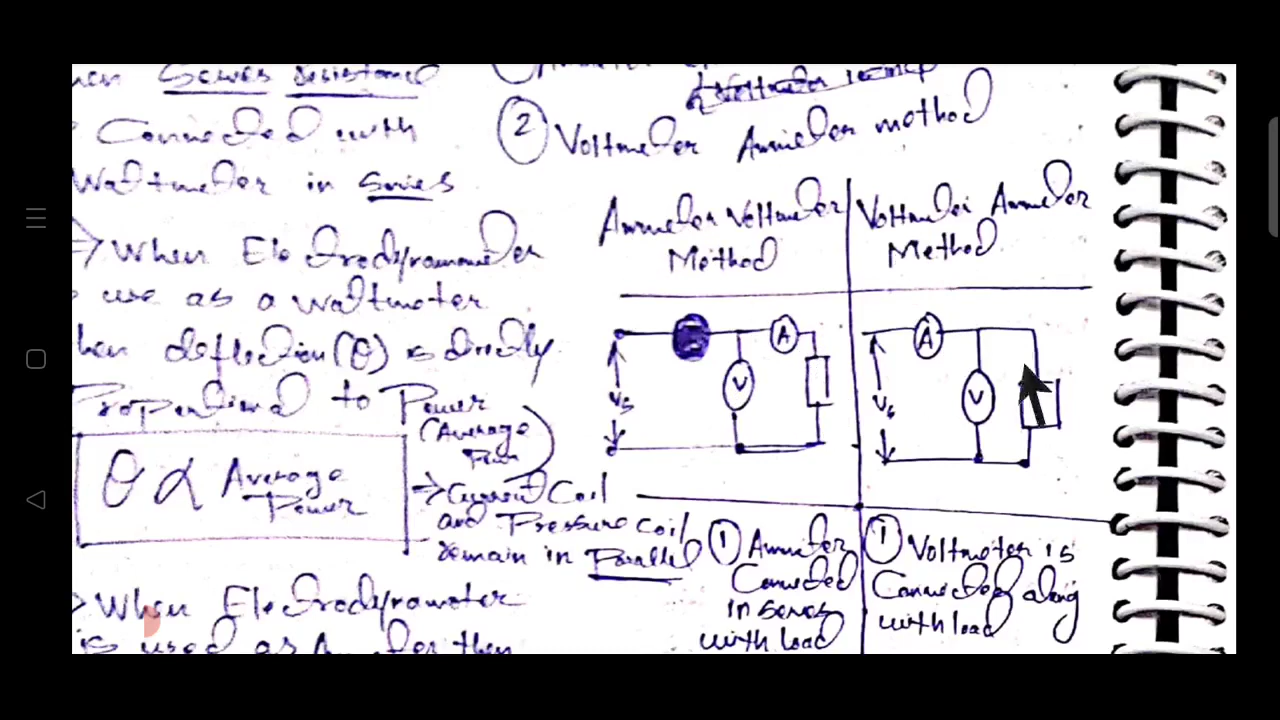 Series resistance
Connected with
Wattmeter in Series
⇒ When Electrodynamometer
use as a wattmeter
then deflection (θ) is directly
Propertional to Power
(Average
Power)
θ α Average
Power
→ Current Coil
and Pressure coil
remain in Parallel
When Electrodynamometer
is used as Ammeter then
② Voltmeter Ammeter method
Ammeter Voltmeter
Method
A
V
Vs
① Ammeter
Connected
in series
with load
Voltmeter Ammeter
Method
A
V
Vs
① Voltmeter is
Connected along
with load